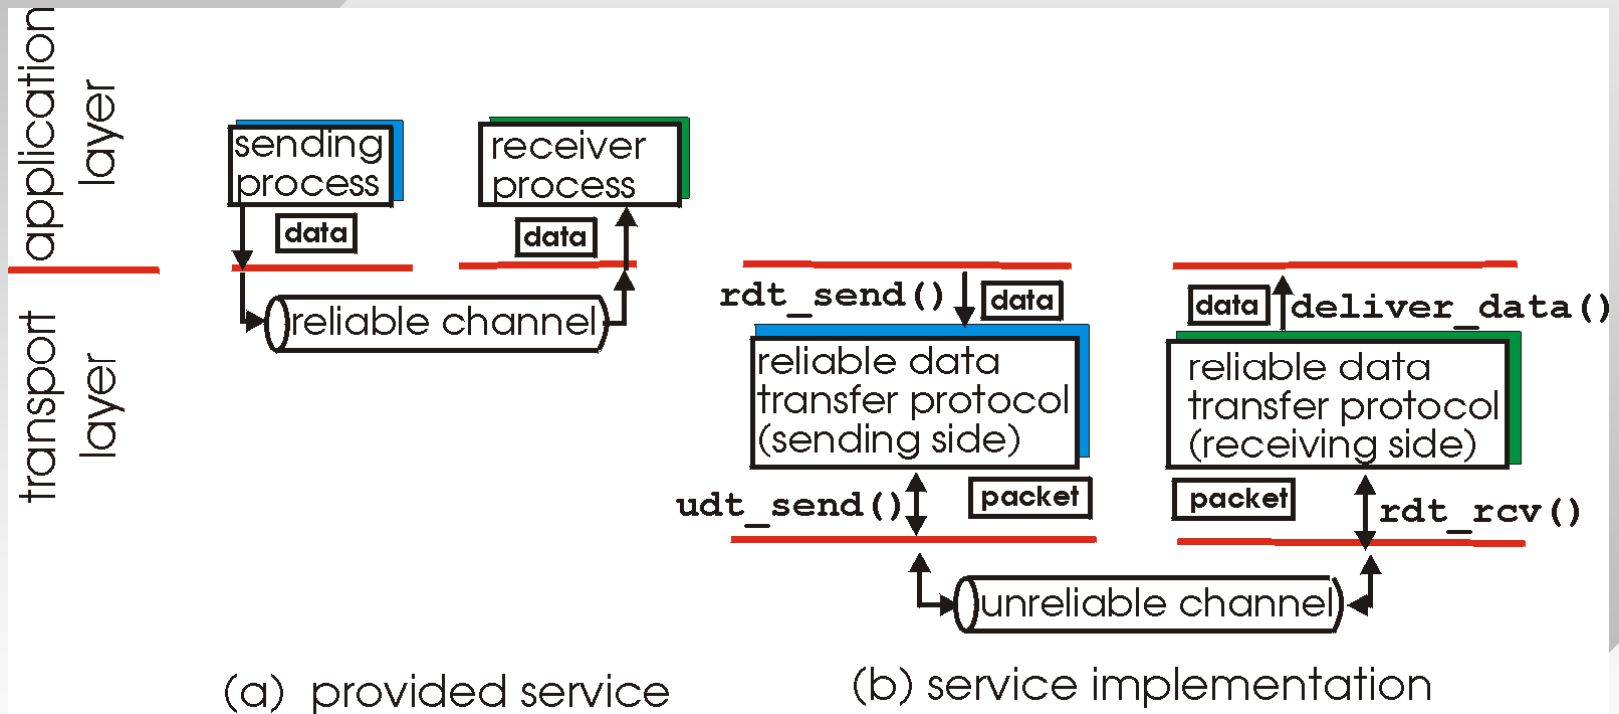 application
layer
transport
layer
sending
process
data
receiver
process
data
reliable channel
(a) provided service
rdt_send()
data
reliable data
transfer protocol
(sending side)
udt_send()
packet
data
deliver_data()
reliable data
transfer protocol
(receiving side)
packet
rdt_rcv()
unreliable channel
(b) service implementation